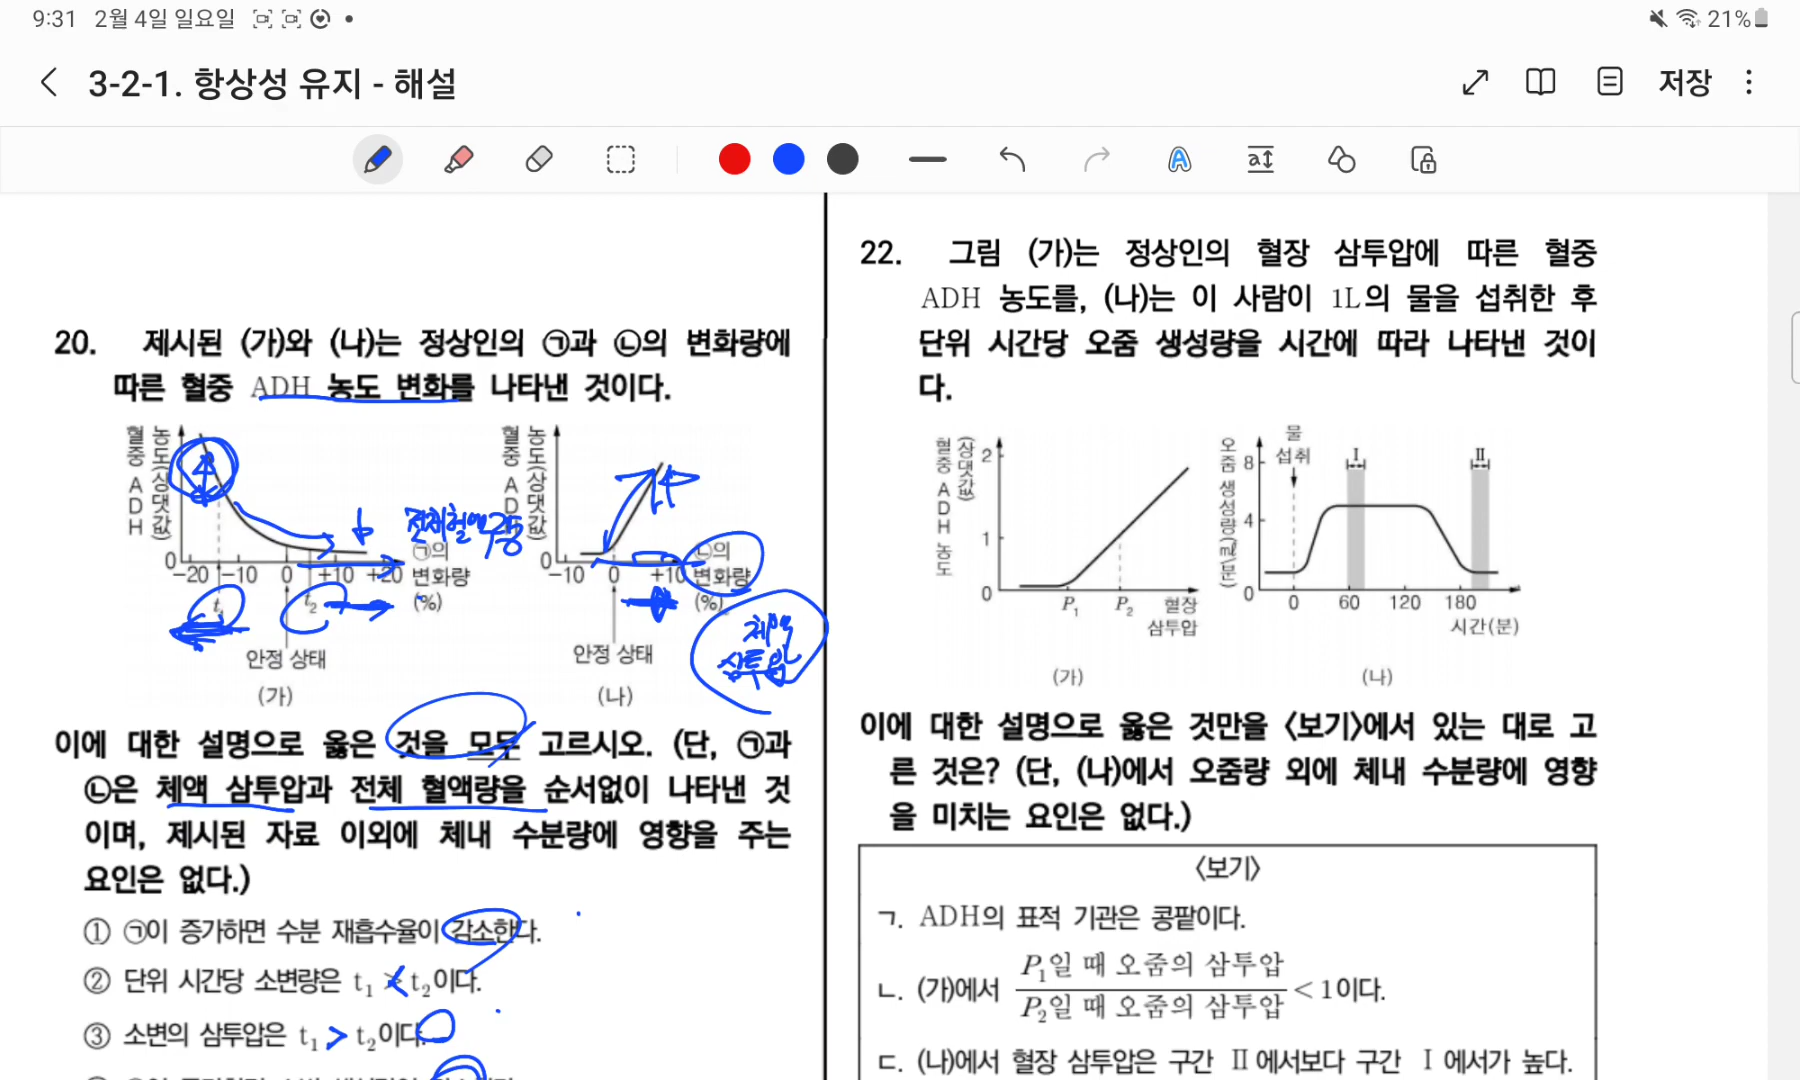 9:31 2월 4일 일요일
21%
3-2-1. 항상성 유지 - 해설
저장
20. 제시된 (가)와 (나)는 정상인의 ㉠과 ㉡의 변화량에
따른 혈중 ADH 농도 변화를 나타낸 것이다.
혈중 ADH 농도(상댓값)
0
−20 −10 0 +10 +20
㉠의 변화량 (%)
t₂
안정 상태
(가)
전체혈액량
혈중 ADH 농도(상댓값)
0
−10 0 +10
㉡의 변화량 (%)
안정 상태
(나)
체액
삼투압
이에 대한 설명으로 옳은 것을 모두 고르시오. (단, ㉠과
㉡은 체액 삼투압과 전체 혈액량을 순서없이 나타낸 것
이며, 제시된 자료 이외에 체내 수분량에 영향을 주는
요인은 없다.)
① ㉠이 증가하면 수분 재흡수율이 감소한다.
② 단위 시간당 소변량은 t₁ > t₂이다.
③ 소변의 삼투압은 t₁ > t₂이다.
22. 그림 (가)는 정상인의 혈장 삼투압에 따른 혈중
ADH 농도를, (나)는 이 사람이 1L의 물을 섭취한 후
단위 시간당 오줌 생성량을 시간에 따라 나타낸 것이
다.
혈중 ADH 농도 (상댓값)
2
1
0
P₁ P₂ 혈장 삼투압
(가)
오줌 생성량(mL/분)
물 섭취
Ⅰ Ⅱ
8
4
0
0 60 120 180
시간(분)
(나)
이에 대한 설명으로 옳은 것만을 <보기>에서 있는 대로 고
른 것은? (단, (나)에서 오줌량 외에 체내 수분량에 영향
을 미치는 요인은 없다.)
<보기>
ㄱ. ADH의 표적 기관은 콩팥이다.
ㄴ. (가)에서 P₁일 때 오줌의 삼투압 / P₂일 때 오줌의 삼투압 < 1이다.
ㄷ. (나)에서 혈장 삼투압은 구간 Ⅱ에서보다 구간 Ⅰ에서가 높다.